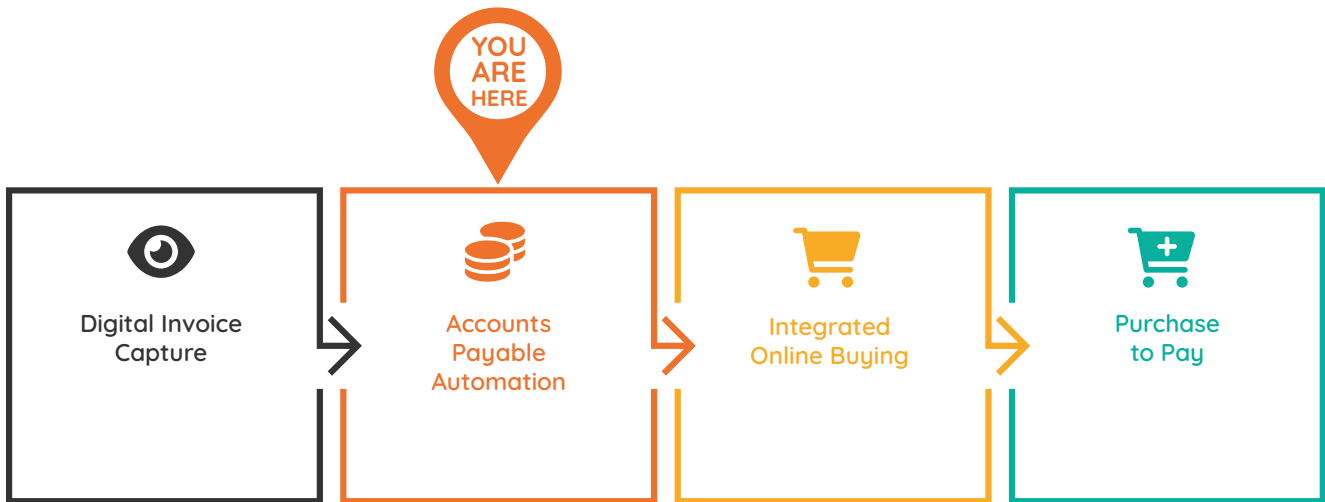 YOU
ARE
HERE
Digital Invoice
Capture
Accounts
Payable
Automation
Integrated
Online Buying
Purchase
to Pay